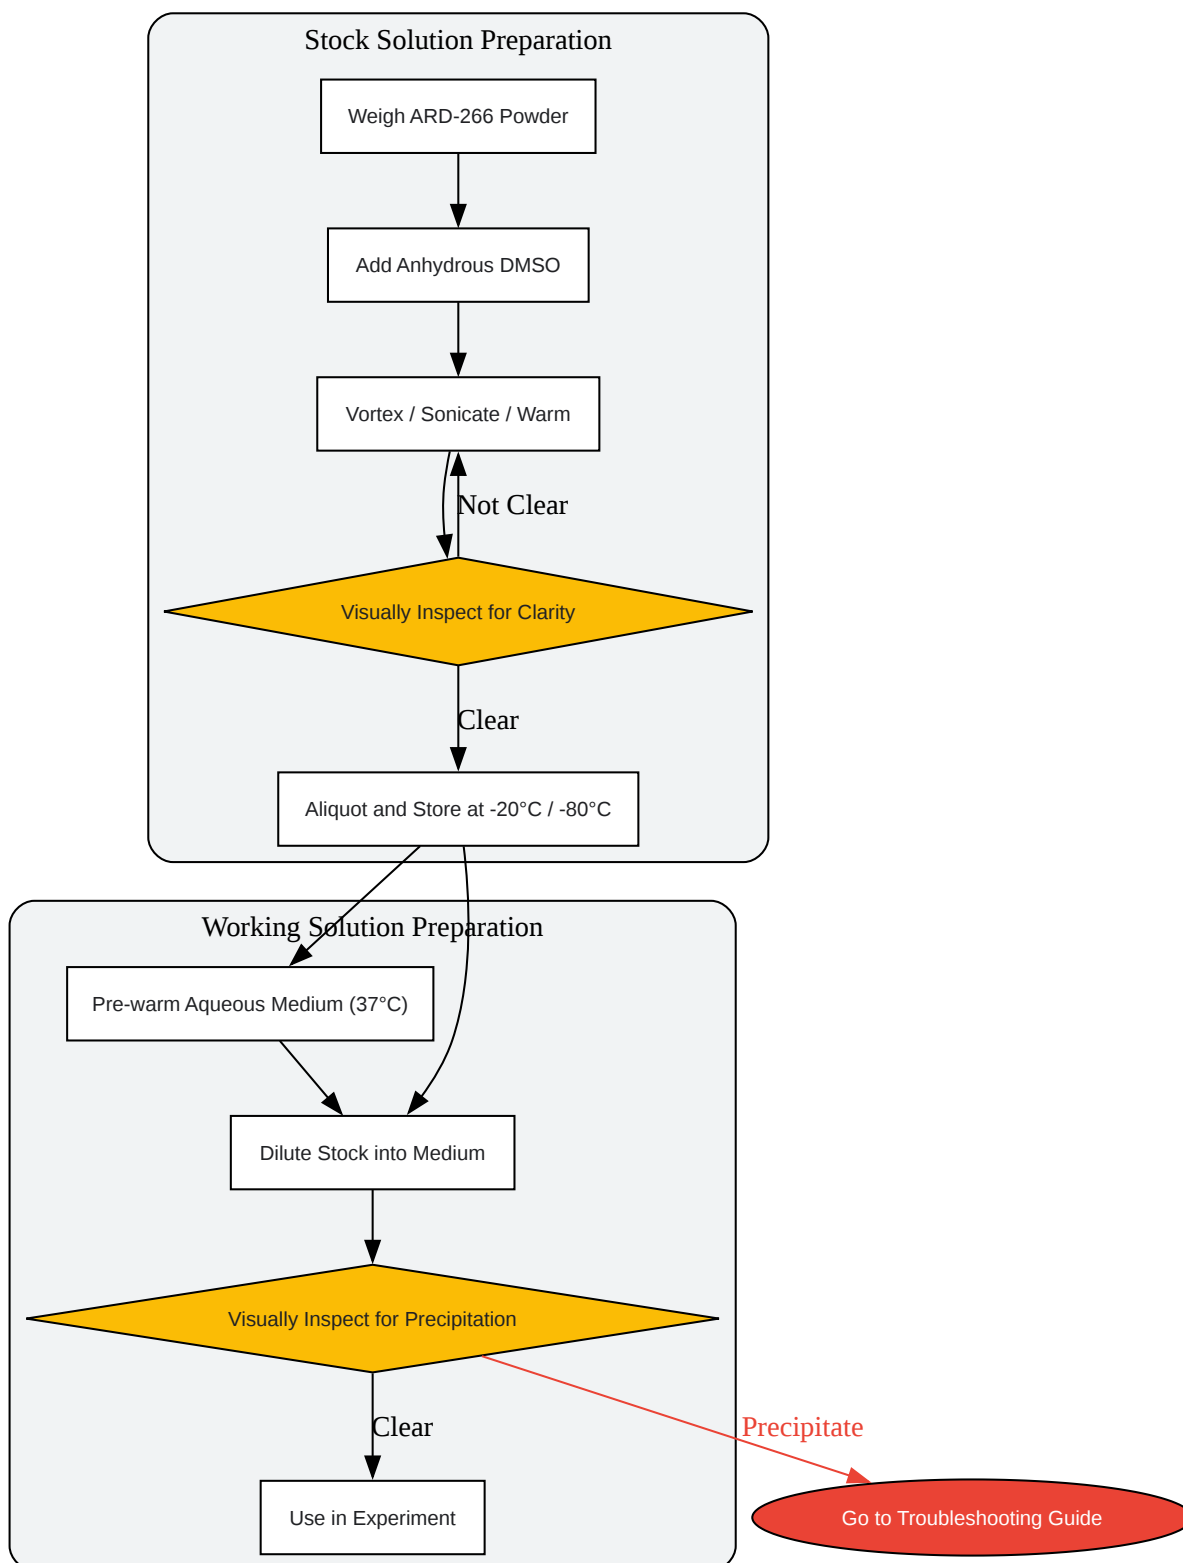 Stock Solution Preparation
Weigh ARD-266 Powder
Add Anhydrous DMSO
Vortex / Sonicate / Warm
Not Clear
Visually Inspect for Clarity
Clear
Aliquot and Store at -20°C / -80°C
Working Solution Preparation
Pre-warm Aqueous Medium (37°C)
Dilute Stock into Medium
Visually Inspect for Precipitation
Clear
Precipitate
Use in Experiment
Go to Troubleshooting Guide